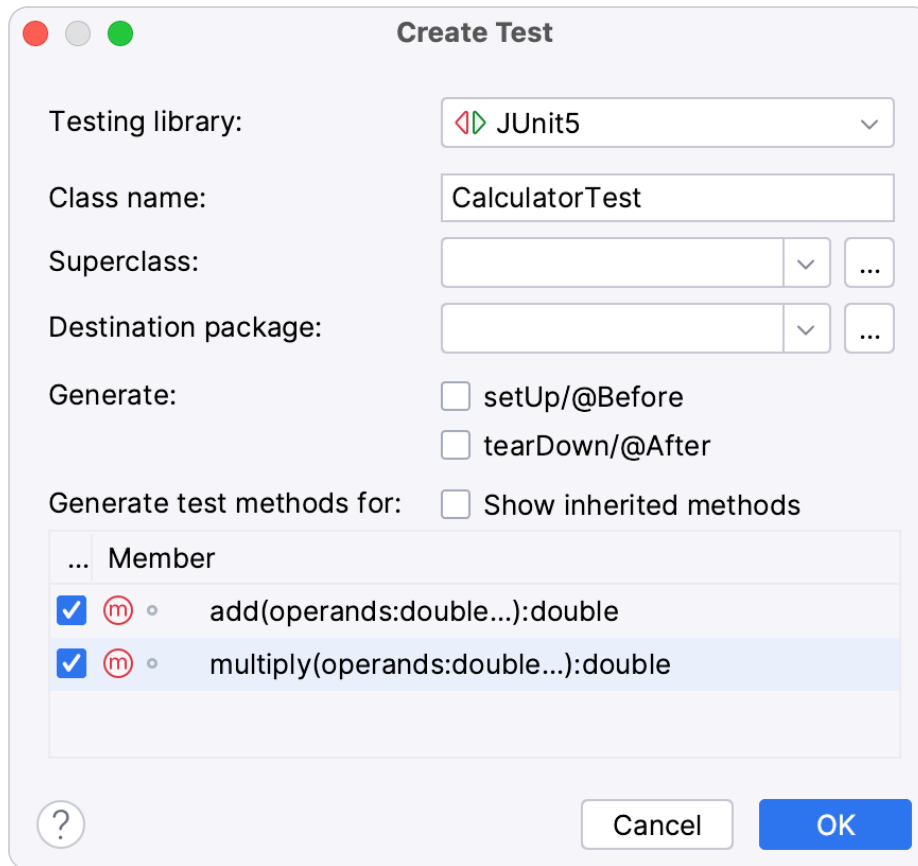 Create Test
Testing library:
JUnit5
Class name:
CalculatorTest
Superclass:
...
Destination package:
...
Generate:
setUp/@Before
tearDown/@After
Generate test methods for:
Show inherited methods
... Member
m add(operands:double...):double
m multiply(operands:double...):double
?
Cancel
OK